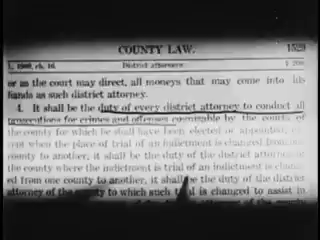 COUNTY LAW. 1529
L. 1909, ch. 16. District attorneys. § 200
or as the court may direct, all moneys that may come into his
hands as such district attorney.
4. It shall be the duty of every district attorney to conduct all
prosecutions for crimes and offenses cognizable by the courts of
the county for which he shall have been elected or appointed, ex-
cept when the place of trial of an indictment is changed from one
county to another, it shall be the duty of the district attorney of
the county where the indictment is trial of an indictment is chang-
ed from one county to another, it shall be the duty of the district
attorney of the county to which such is changed to assist in